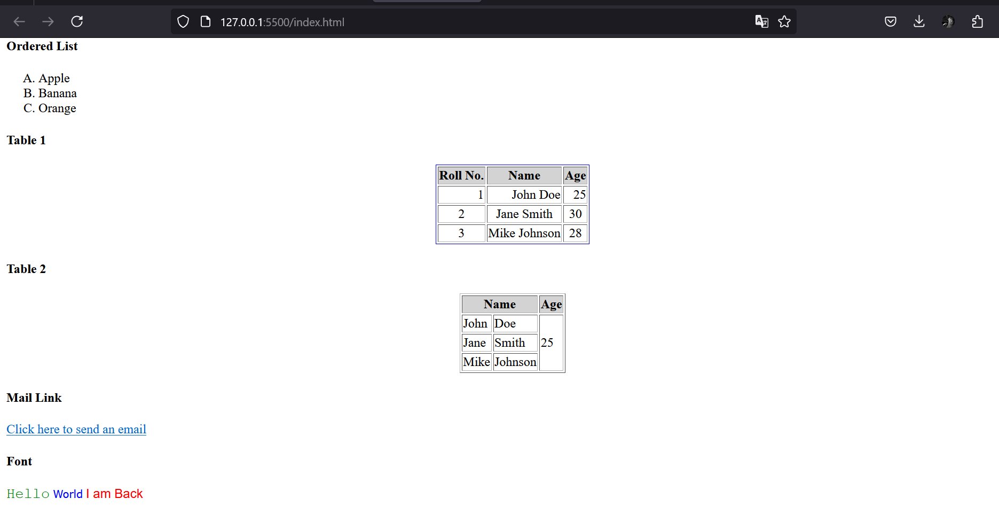 127.0.0.1:5500/index.html
Ordered List
A. Apple
B. Banana
C. Orange
Table 1
Roll No. Name Age
1 John Doe 25
2 Jane Smith 30
3 Mike Johnson 28
Table 2
Name Age
John Doe
Jane Smith 25
Mike Johnson
Mail Link
Click here to send an email
Font
Hello World I am Back